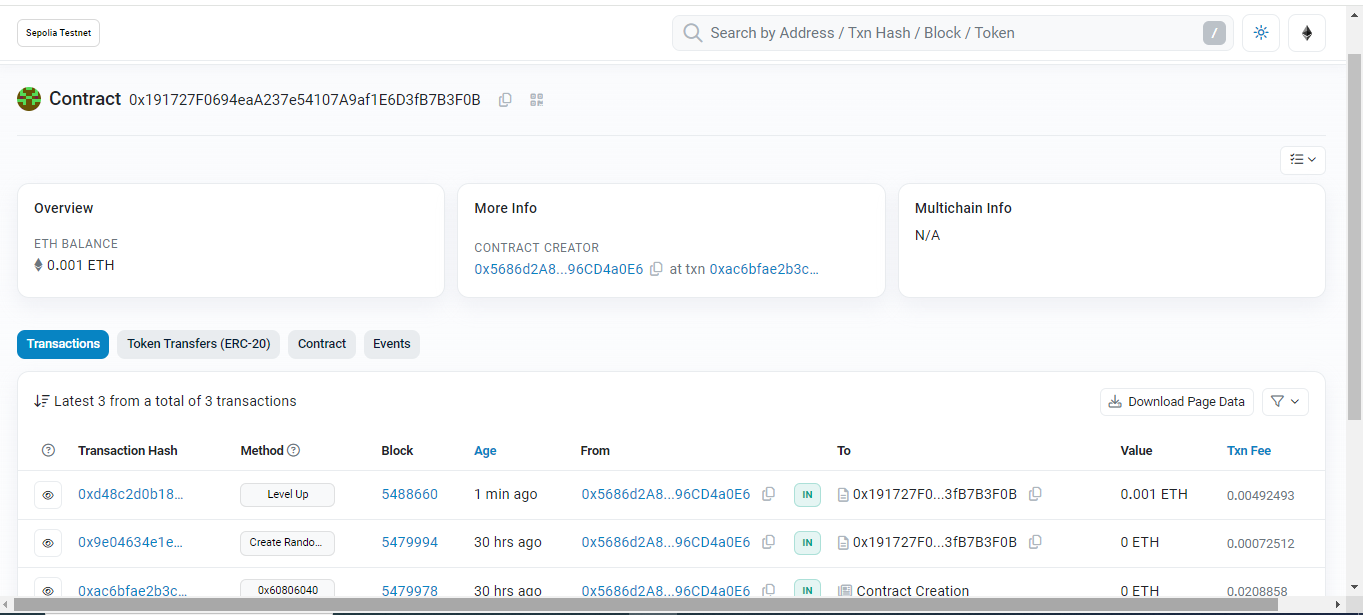 Sepolia Testnet
Search by Address / Txn Hash / Block / Token
/
Contract 0x191727F0694eaA237e54107A9af1E6D3fB7B3F0B
Overview
ETH BALANCE
0.001 ETH
More Info
CONTRACT CREATOR
0x5686d2A8...96CD4a0E6 at txn 0xac6bfae2b3c...
Multichain Info
N/A
Transactions Token Transfers (ERC-20) Contract Events
Latest 3 from a total of 3 transactions
Download Page Data
? Transaction Hash Method ? Block Age From To Value Txn Fee
0xd48c2d0b18... Level Up 5488660 1 min ago 0x5686d2A8...96CD4a0E6 IN 0x191727F0...3fB7B3F0B 0.001 ETH 0.00492493
0x9e04634e1e... Create Rando... 5479994 30 hrs ago 0x5686d2A8...96CD4a0E6 IN 0x191727F0...3fB7B3F0B 0 ETH 0.00072512
0xac6bfae2b3c... 0x60806040 5479978 30 hrs ago 0x5686d2A8...96CD4a0E6 IN Contract Creation 0 ETH 0.0208858